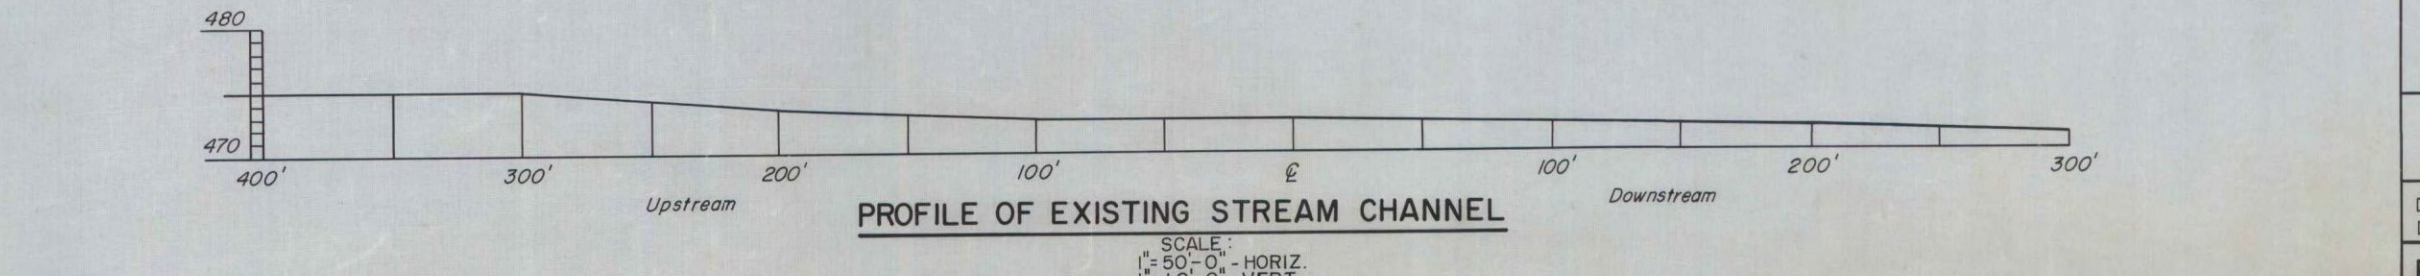 480
470
400' 300' 200' 100' ℄ 100' 200' 300'
Upstream Downstream
PROFILE OF EXISTING STREAM CHANNEL
SCALE:
1"= 50'-0" - HORIZ.